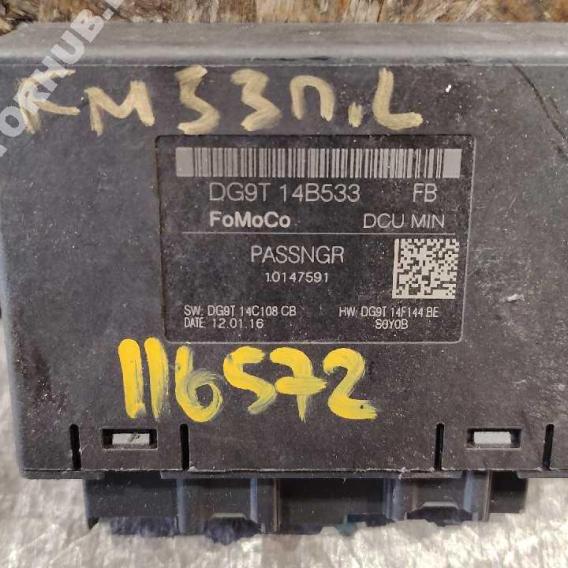 KM33П.L
DG9T 14B533 FB
FoMoCo DCU MIN
PASSNGR
10147591
SW: DG9T 14C108 CB HW: DG9T 14F144 BE
DATE: 12.01.16 S0Y0B
116572